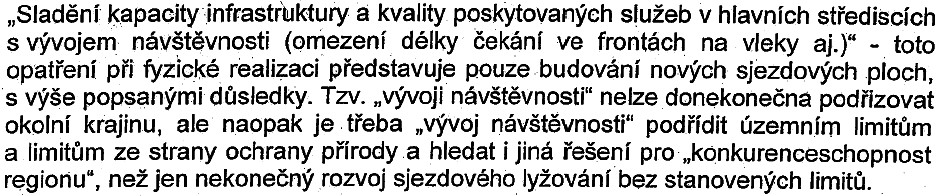 „Sladění kapacity infrastruktury a kvality poskytovaných služeb v hlavních střediscích
s vývojem návštěvnosti (omezení délky čekání ve frontách na vleky aj.)“ - toto
opatření při fyzické realizaci představuje pouze budování nových sjezdových ploch,
s výše popsanými důsledky. Tzv. „vývoji návštěvnosti“ nelze donekonečna podřizovat
okolní krajinu, ale naopak je třeba „vývoj návštěvnosti“ podřídit územním limitům
a limitům ze strany ochrany přírody a hledat i jiná řešení pro „konkurenceschopnost
regionu“, než jen nekonečný rozvoj sjezdového lyžování bez stanovených limitů.